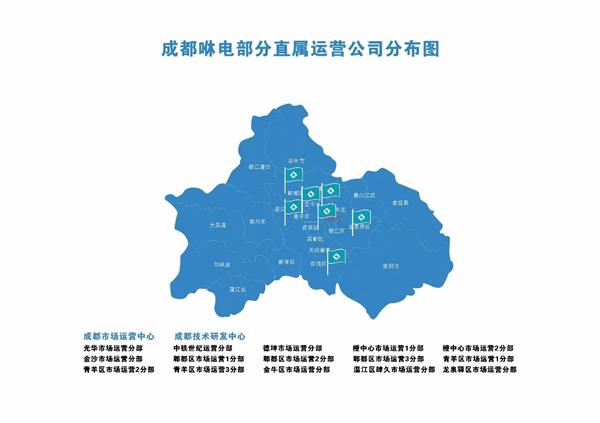 成都咻电部分直属运营公司分布图
彭州市
都江堰市
郫都区
青白江区
金堂县
青羊区
大邑县
崇州市
武侯区
锦江区
龙泉驿区
高新区
天府新区
双流区
邛崃县
新津县
简阳市
蒲江县
成都市场运营中心 成都技术研发中心
光华市场运营分部 中铁世纪运营分部 德坤市场运营分部 樘中心市场运营1分部 樘中心市场运营2分部
金沙市场运营分部 郫都区市场运营1分部 郫都区市场运营2分部 郫都区市场运营3分部 青羊区市场运营1分部
青羊区市场运营2分部 青羊区市场运营3分部 金牛区市场运营分部 温江区肆久市场运营分部 龙泉驿区市场运营分部